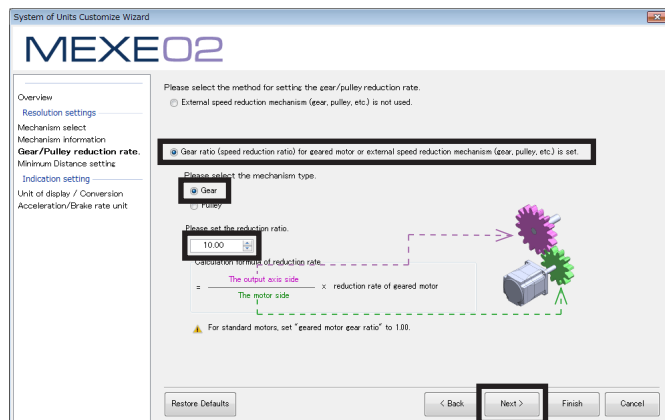 System of Units Customize Wizard
MEXE02
Overview
Resolution settings
Mechanism select
Mechanism information
Gear/Pulley reduction rate.
Minimum Distance setting
Indication setting
Unit of display / Conversion
Acceleration/Brake rate unit
Please select the method for setting the gear/pulley reduction rate.
External speed reduction mechanism (gear, pulley, etc.) is not used.
Gear ratio (speed reduction ratio) for geared motor or external speed reduction mechanism (gear, pulley, etc.) is set.
Please select the mechanism type.
Gear
Pulley
Please set the reduction ratio.
10.00
Calculation formula of reduction rate
The output axis side
= x reduction rate of geared motor
The motor side
For standard motors, set "geared motor gear ratio" to 1.00.
Restore Defaults
< Back
Next >
Finish
Cancel